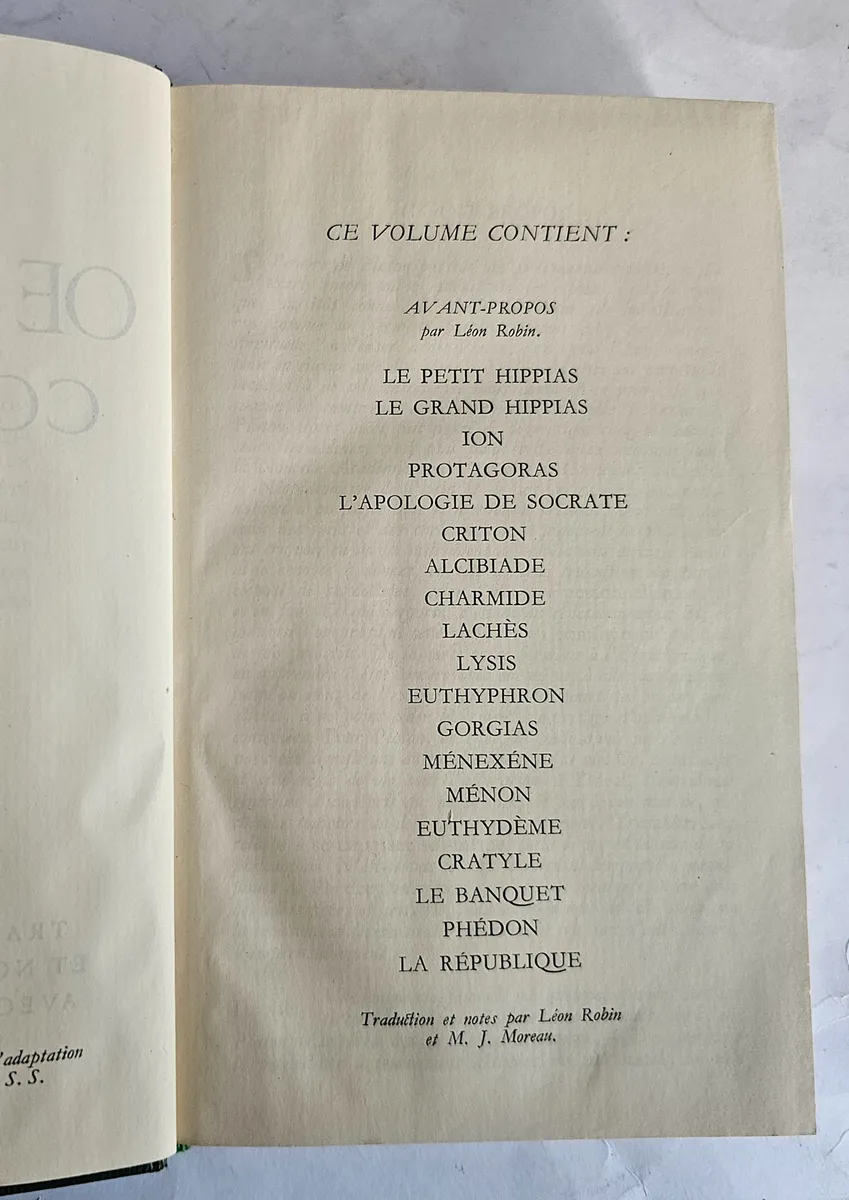 CE VOLUME CONTIENT :
AVANT-PROPOS
par Léon Robin.
LE PETIT HIPPIAS
LE GRAND HIPPIAS
ION
PROTAGORAS
L'APOLOGIE DE SOCRATE
CRITON
ALCIBIADE
CHARMIDE
LACHÈS
LYSIS
EUTHYPHRON
GORGIAS
MÉNEXÉNE
MÉNON
EUTHYDÈME
CRATYLE
LE BANQUET
PHÉDON
LA RÉPUBLIQUE
Traduction et notes par Léon Robin
et M. J. Moreau.
'adaptation
S. S.